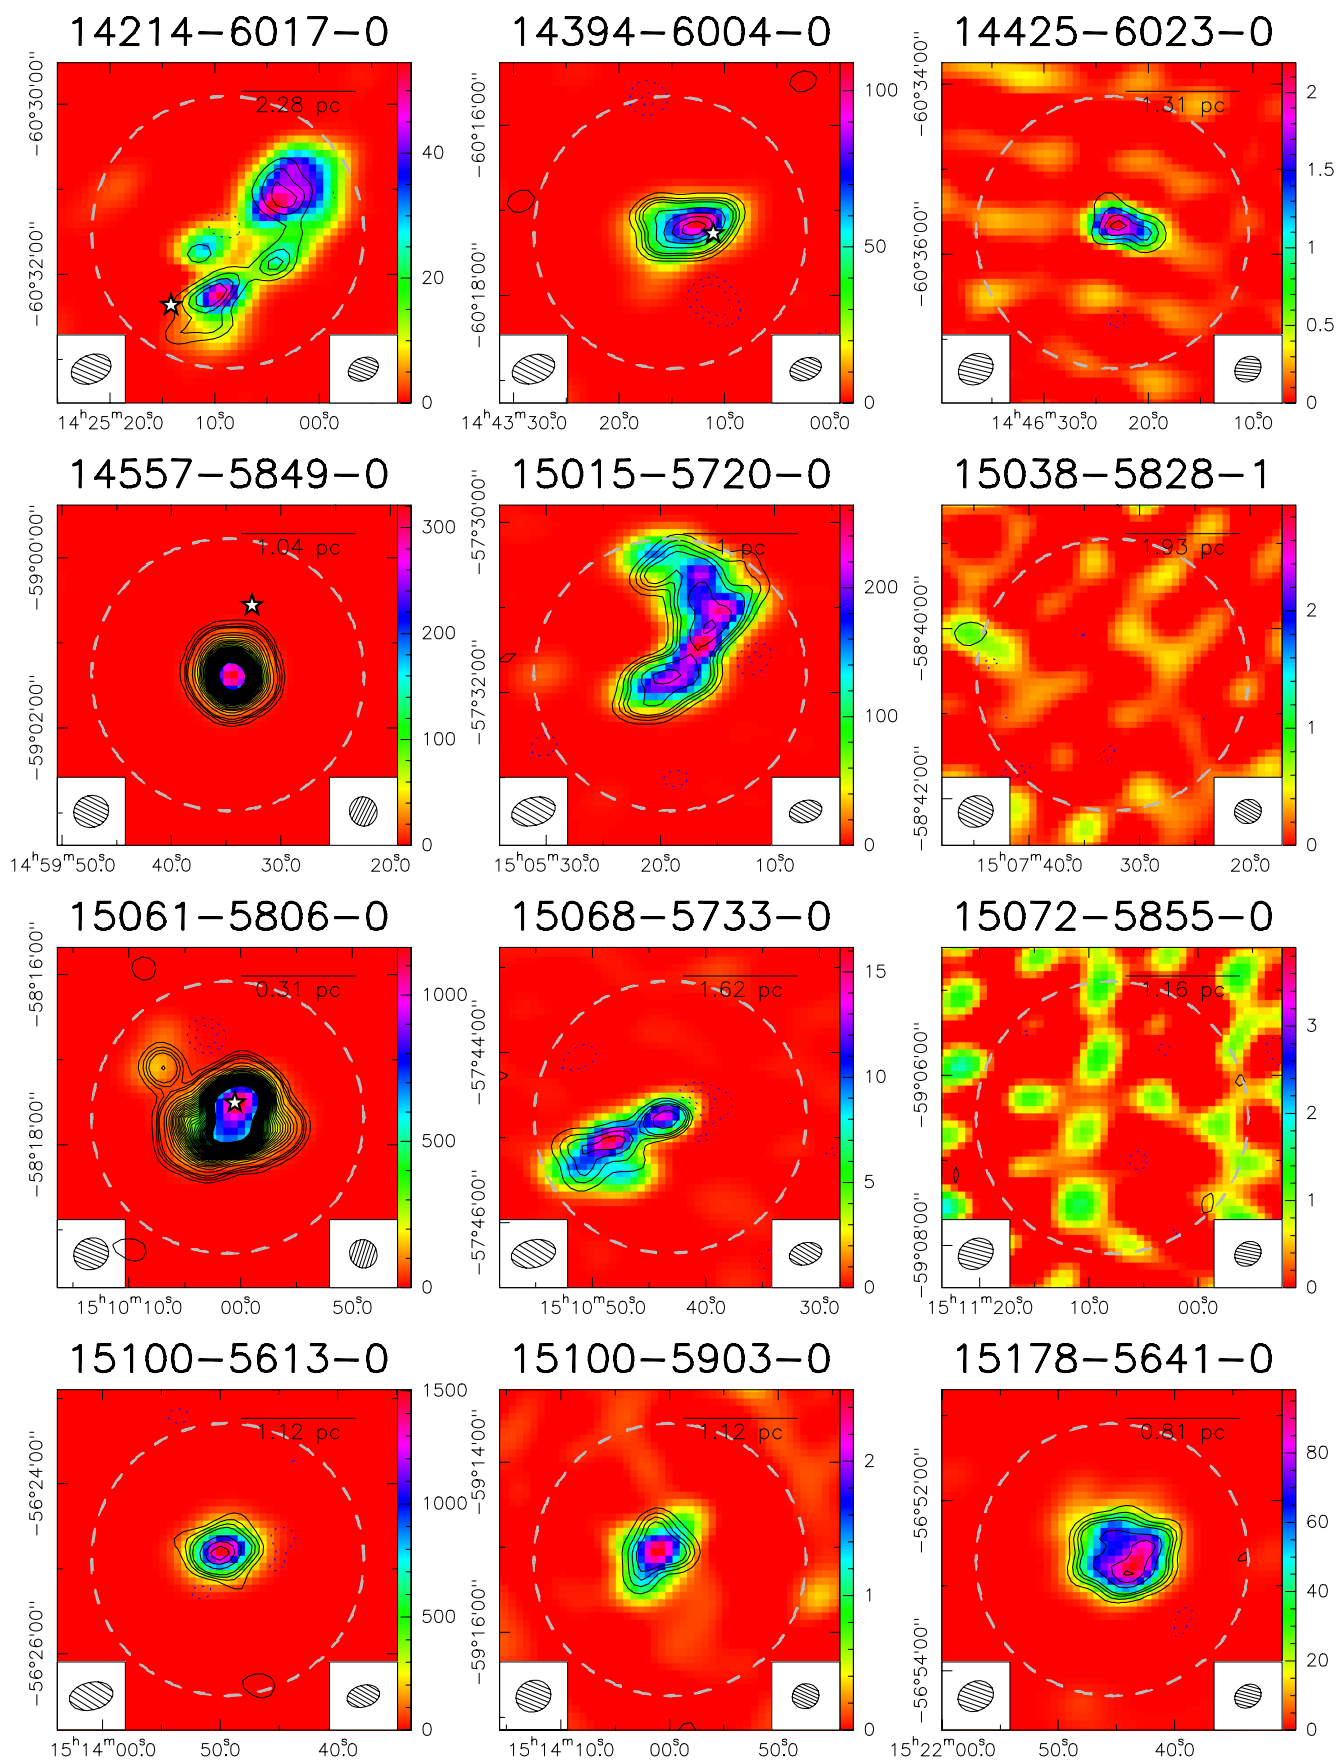 14214−6017−0 14394−6004−0 14425−6023−0
2.28 pc 1.31 pc
−60°30'00'' −60°32'00'' 40 20 0
−60°16'00'' −60°18'00'' 100 50 0
−60°34'00'' −60°36'00'' 2 1.5 1 0.5 0
14ʰ25ᵐ20ˢ.0 10ˢ.0 00ˢ.0 14ʰ43ᵐ30ˢ.0 20ˢ.0 10ˢ.0 00ˢ.0 14ʰ46ᵐ30ˢ.0 20ˢ.0 10ˢ.0
14557−5849−0 15015−5720−0 15038−5828−1
1.04 pc 1 pc 1.93 pc
−59°00'00'' −59°02'00'' 300 200 100 0
−57°30'00'' −57°32'00'' 200 100 0
−58°40'00'' −58°42'00'' 2 1 0
14ʰ59ᵐ50ˢ.0 40ˢ.0 30ˢ.0 20ˢ.0 15ʰ05ᵐ30ˢ.0 20ˢ.0 10ˢ.0 15ʰ07ᵐ40ˢ.0 30ˢ.0 20ˢ.0
15061−5806−0 15068−5733−0 15072−5855−0
0.31 pc 1.62 pc 1.16 pc
−58°16'00'' −58°18'00'' 1000 500 0
−57°44'00'' −57°46'00'' 15 10 5 0
−59°06'00'' −59°08'00'' 3 2 1 0
15ʰ10ᵐ10ˢ.0 00ˢ.0 50ˢ.0 15ʰ10ᵐ50ˢ.0 40ˢ.0 30ˢ.0 15ʰ11ᵐ20ˢ.0 10ˢ.0 00ˢ.0
15100−5613−0 15100−5903−0 15178−5641−0
1.12 pc 1.12 pc 0.81 pc
−56°24'00'' −56°26'00'' 1500 1000 500 0
−59°14'00'' −59°16'00'' 2 1 0
−56°52'00'' −56°54'00'' 80 60 40 20 0
15ʰ14ᵐ00ˢ.0 50ˢ.0 40ˢ.0 15ʰ14ᵐ10ˢ.0 00ˢ.0 50ˢ.0 15ʰ22ᵐ00ˢ.0 50ˢ.0 40ˢ.0